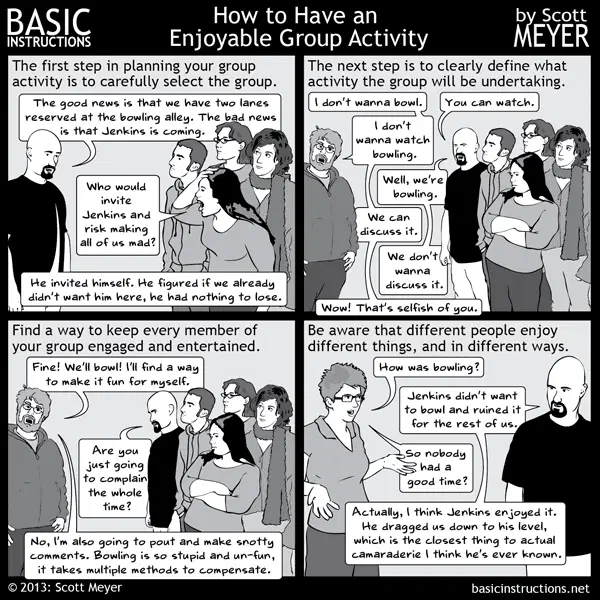 BASIC
INSTRUCTIONS
How to Have an
Enjoyable Group Activity
by Scott
MEYER
The first step in planning your group
activity is to carefully select the group.
The good news is that we have two lanes
reserved at the bowling alley. The bad news
is that Jenkins is coming.
Who would
invite
Jenkins and
risk making
all of us mad?
He invited himself. He figured if we already
didn't want him here, he had nothing to lose.
The next step is to clearly define what
activity the group will be undertaking.
I don't wanna bowl.
You can watch.
I don't
wanna watch
bowling.
Well, we're
bowling.
We can
discuss it.
We don't
wanna
discuss it.
Wow! That's selfish of you.
Find a way to keep every member of
your group engaged and entertained.
Fine! We'll bowl! I'll find a way
to make it fun for myself.
Are you
just going
to complain
the whole
time?
No, I'm also going to pout and make snotty
comments. Bowling is so stupid and un-fun,
it takes multiple methods to compensate.
Be aware that different people enjoy
different things, and in different ways.
How was bowling?
Jenkins didn't want
to bowl and ruined it
for the rest of us.
So nobody
had a
good time?
Actually, I think Jenkins enjoyed it.
He dragged us down to his level,
which is the closest thing to actual
camaraderie I think he's ever known.
© 2013: Scott Meyer
basicinstructions.net